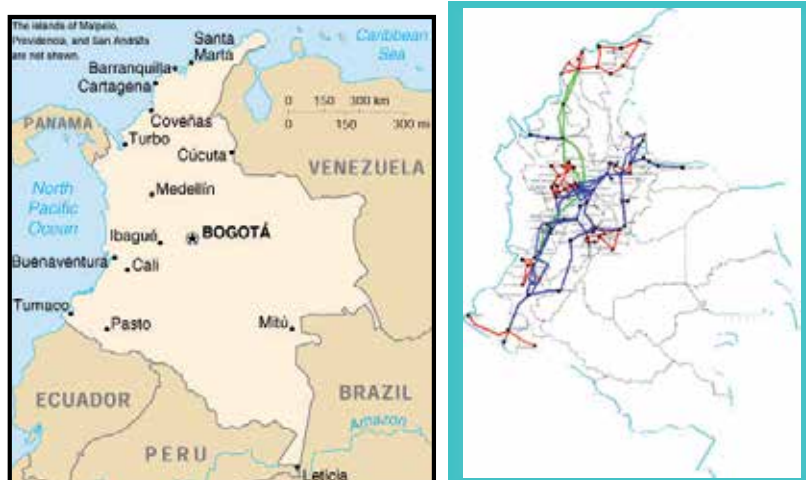 The islands of Malpelo,
Providencia, and San Andrés
are not shown.
Santa
Marta
Caribbean
Sea
Barranquilla
Cartagena
0 150 300 km
0 150 300 mi
PANAMA
Coveñas
Turbo
Cúcuta
VENEZUELA
North
Pacific
Ocean
Medellín
Ibagué
BOGOTÁ
Buenaventura
Cali
Tumaco
Pasto
Mitú
ECUADOR
BRAZIL
Amazon
PERU
Leticia